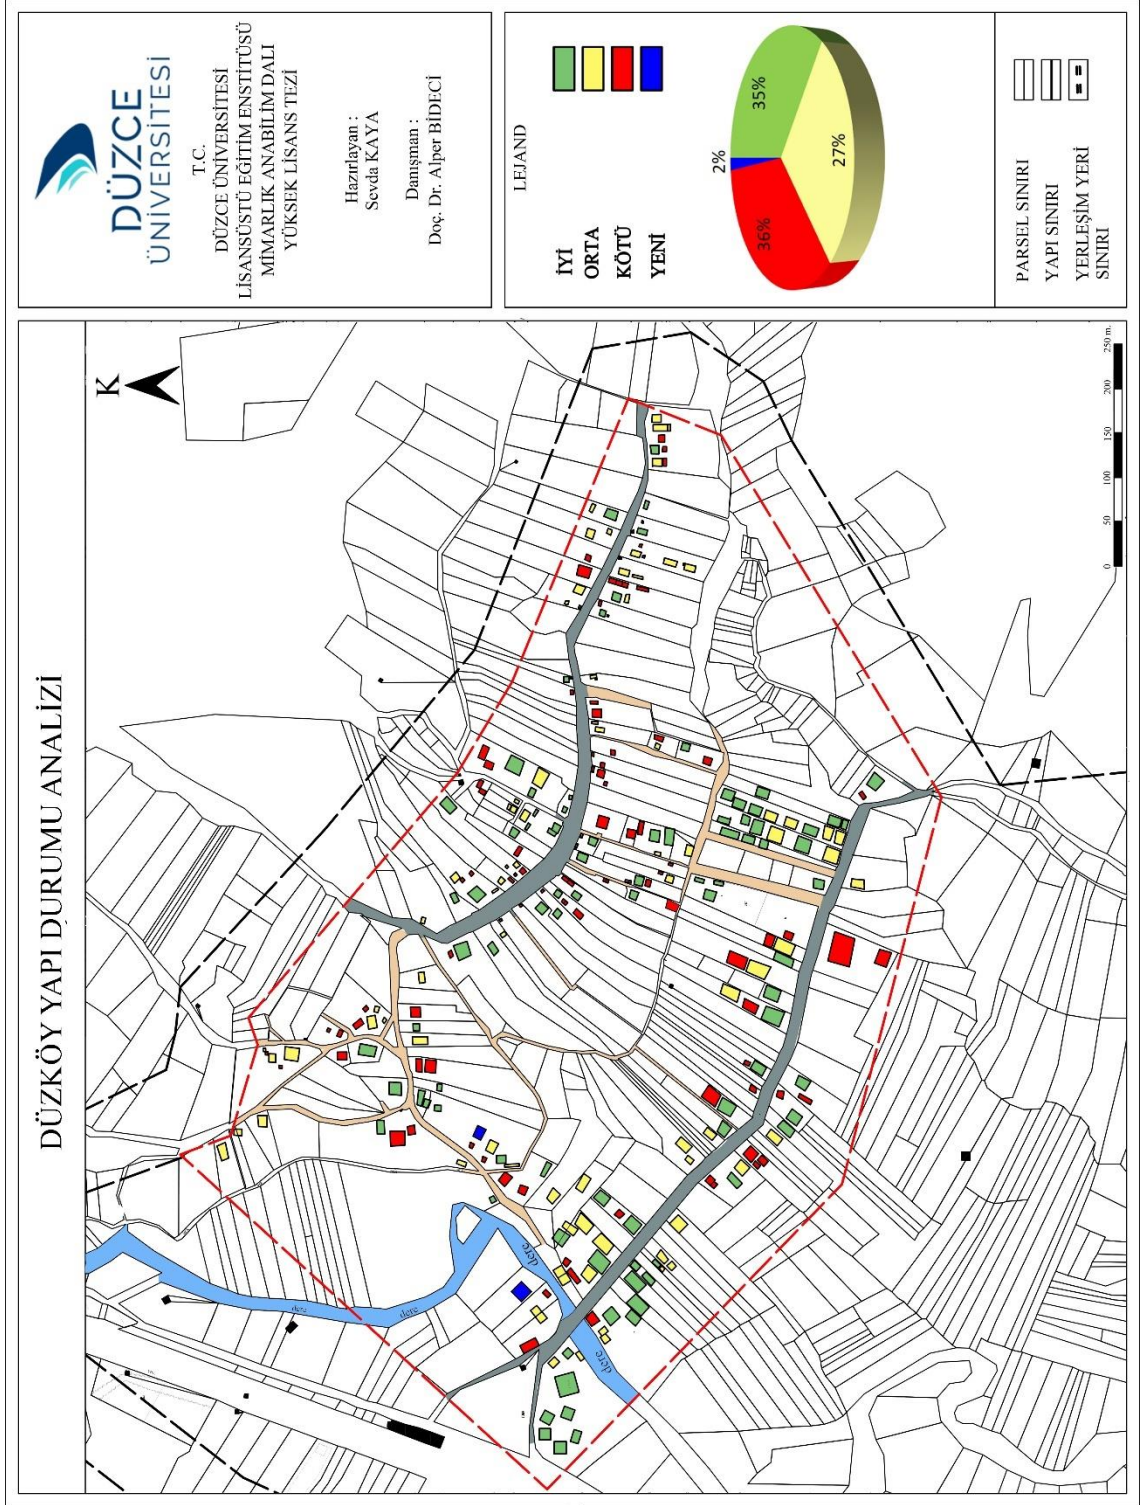 DÜZKÖY YAPI DURUMU ANALİZİ
K
dere
dere
dere
dere
0 50 100 150 200 250 m.
DÜZCE
ÜNİVERSİTESİ
T.C.
DÜZCE ÜNİVERSİTESİ
LİSANSÜSTÜ EĞİTİM ENSTİTÜSÜ
MİMARLIK ANABİLİM DALI
YÜKSEK LİSANS TEZİ
Hazırlayan :
Sevda KAYA
Danışman :
Doç. Dr. Alper BİDECİ
LEJAND
İYİ
ORTA
KÖTÜ
YENİ
2%
35%
36%
27%
PARSEL SINIRI
YAPI SINIRI
YERLEŞİM YERİ
SINIRI